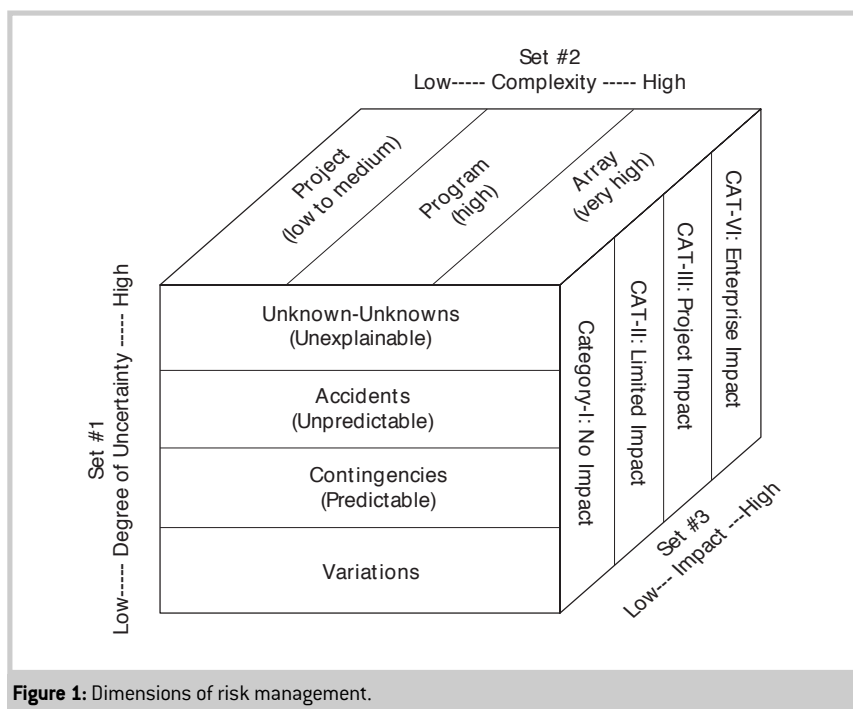 Set #2
Low----- Complexity ----- High
Project
(low to medium)
Program
(high)
Array
(very high)
Set #1
Low----- Degree of Uncertainty ----- High
Unknown-Unknowns
(Unexplainable)
Accidents
(Unpredictable)
Contingencies
(Predictable)
Variations
Category-I: No Impact
CAT-II: Limited Impact
CAT-III: Project Impact
CAT-VI: Enterprise Impact
Set #3
Low--- Impact ---High
Figure 1: Dimensions of risk management.